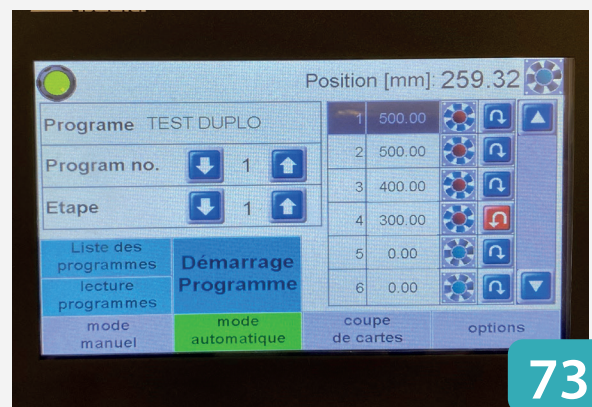 Position [mm]: 259.32
Programe TEST DUPLO
Program no. 1
Etape 1
1 500.00
2 500.00
3 400.00
4 300.00
5 0.00
6 0.00
Liste des
programmes
lecture
programmes
Démarrage
Programme
mode
manuel
mode
automatique
coupe
de cartes
options
73